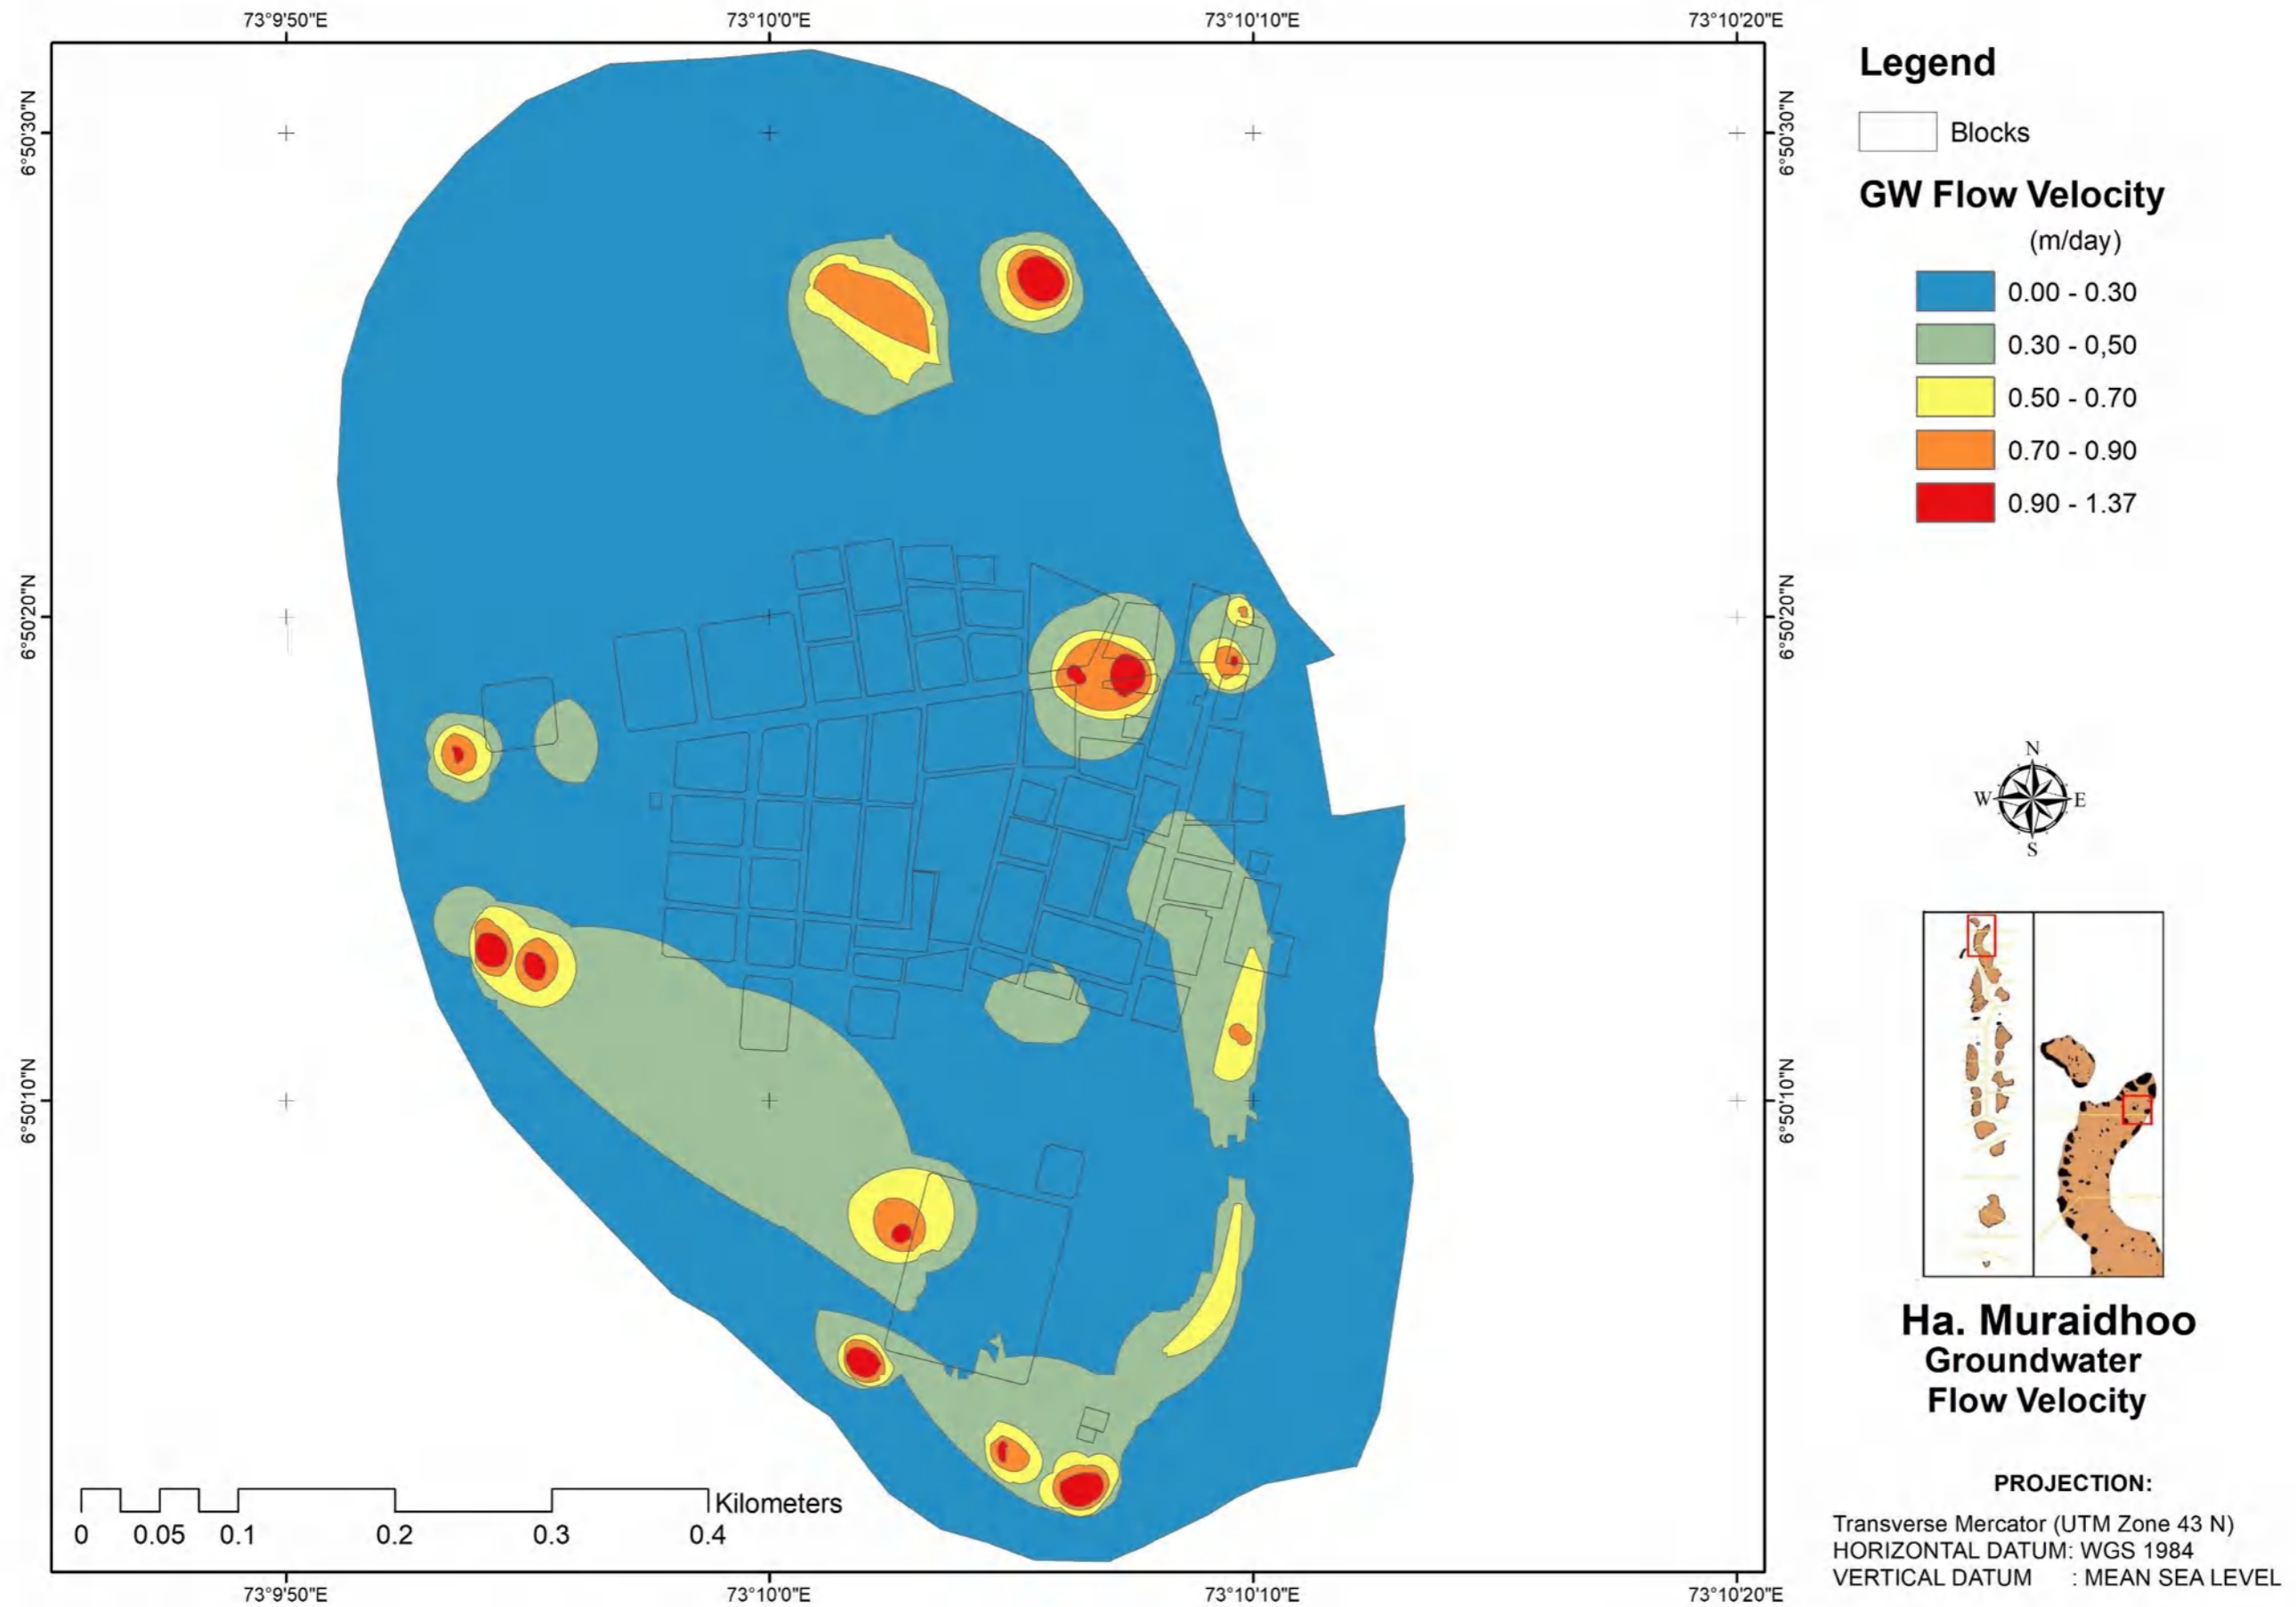 73°9'50"E 73°10'0"E 73°10'10"E 73°10'20"E
6°50'30"N
6°50'20"N
6°50'10"N
6°50'30"N
6°50'20"N
6°50'10"N
Kilometers
0 0.05 0.1 0.2 0.3 0.4
73°9'50"E 73°10'0"E 73°10'10"E 73°10'20"E
Legend
Blocks
GW Flow Velocity
(m/day)
0.00 - 0.30
0.30 - 0,50
0.50 - 0.70
0.70 - 0.90
0.90 - 1.37
N
W E
S
Ha. Muraidhoo
Groundwater
Flow Velocity
PROJECTION:
Transverse Mercator (UTM Zone 43 N)
HORIZONTAL DATUM: WGS 1984
VERTICAL DATUM : MEAN SEA LEVEL